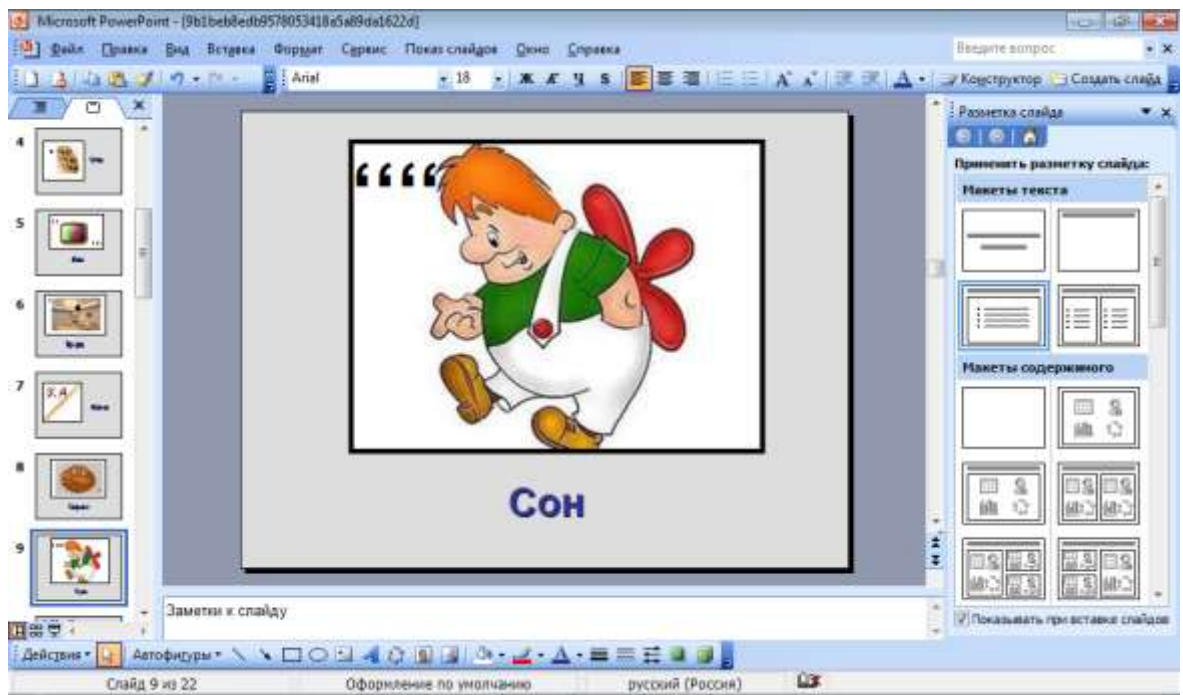 Microsoft PowerPoint - [9b1beb8edb9578053418a5a89da1622d]
Файл Правка Вид Вставка Формат Сервис Показ слайдов Окно Справка Введите вопрос
Arial 18 Ж К Ч S Конструктор Создать слайд
Разметка слайда
Применить разметку слайда:
Макеты текста
Макеты содержимого
4
5
6
7
8
9
Сон
Заметки к слайду
Показывать при вставке слайдов
Действия Автофигуры
Слайд 9 из 22 Оформление по умолчанию русский (Россия)